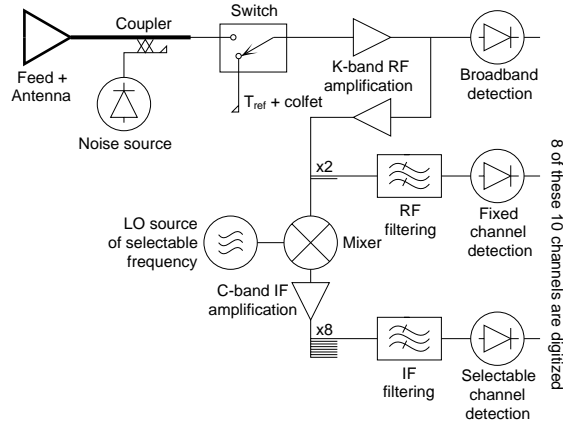 Coupler
Switch
Feed +
Antenna
Noise source
Tref + colfet
K-band RF
amplification
Broadband
detection
x2
RF
filtering
Fixed
channel
detection
LO source
of selectable
frequency
Mixer
C-band IF
amplification
x8
IF
filtering
Selectable
channel
detection
8 of these 10 channels are digitized